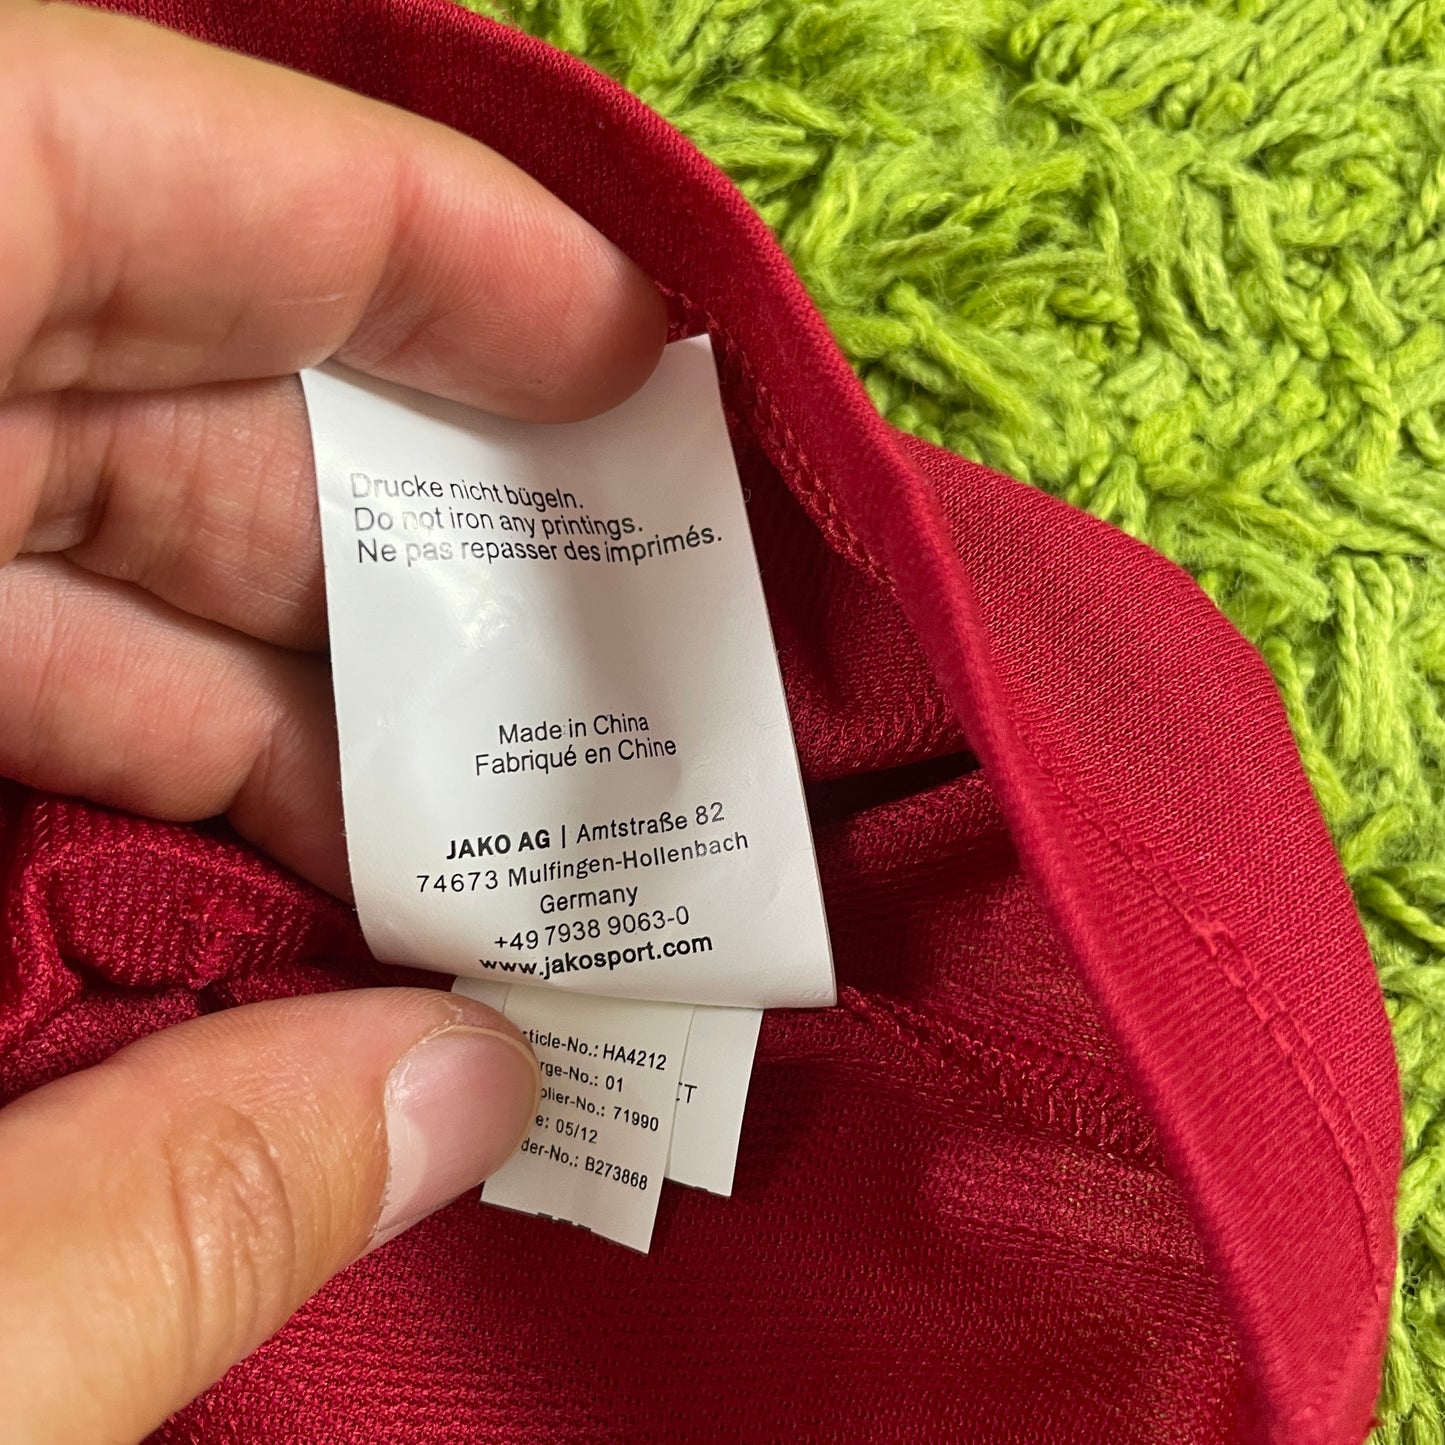 Drucke nicht bügeln.
Do not iron any printings.
Ne pas repasser des imprimés.
Made in China
Fabriqué en Chine
JAKO AG | Amtstraße 82
74673 Mulfingen-Hollenbach
Germany
+49 7938 9063-0
www.jakosport.com
ticle-No.: HA4212
rge-No.: 01
plier-No.: 71990
e: 05/12
der-No.: B273868